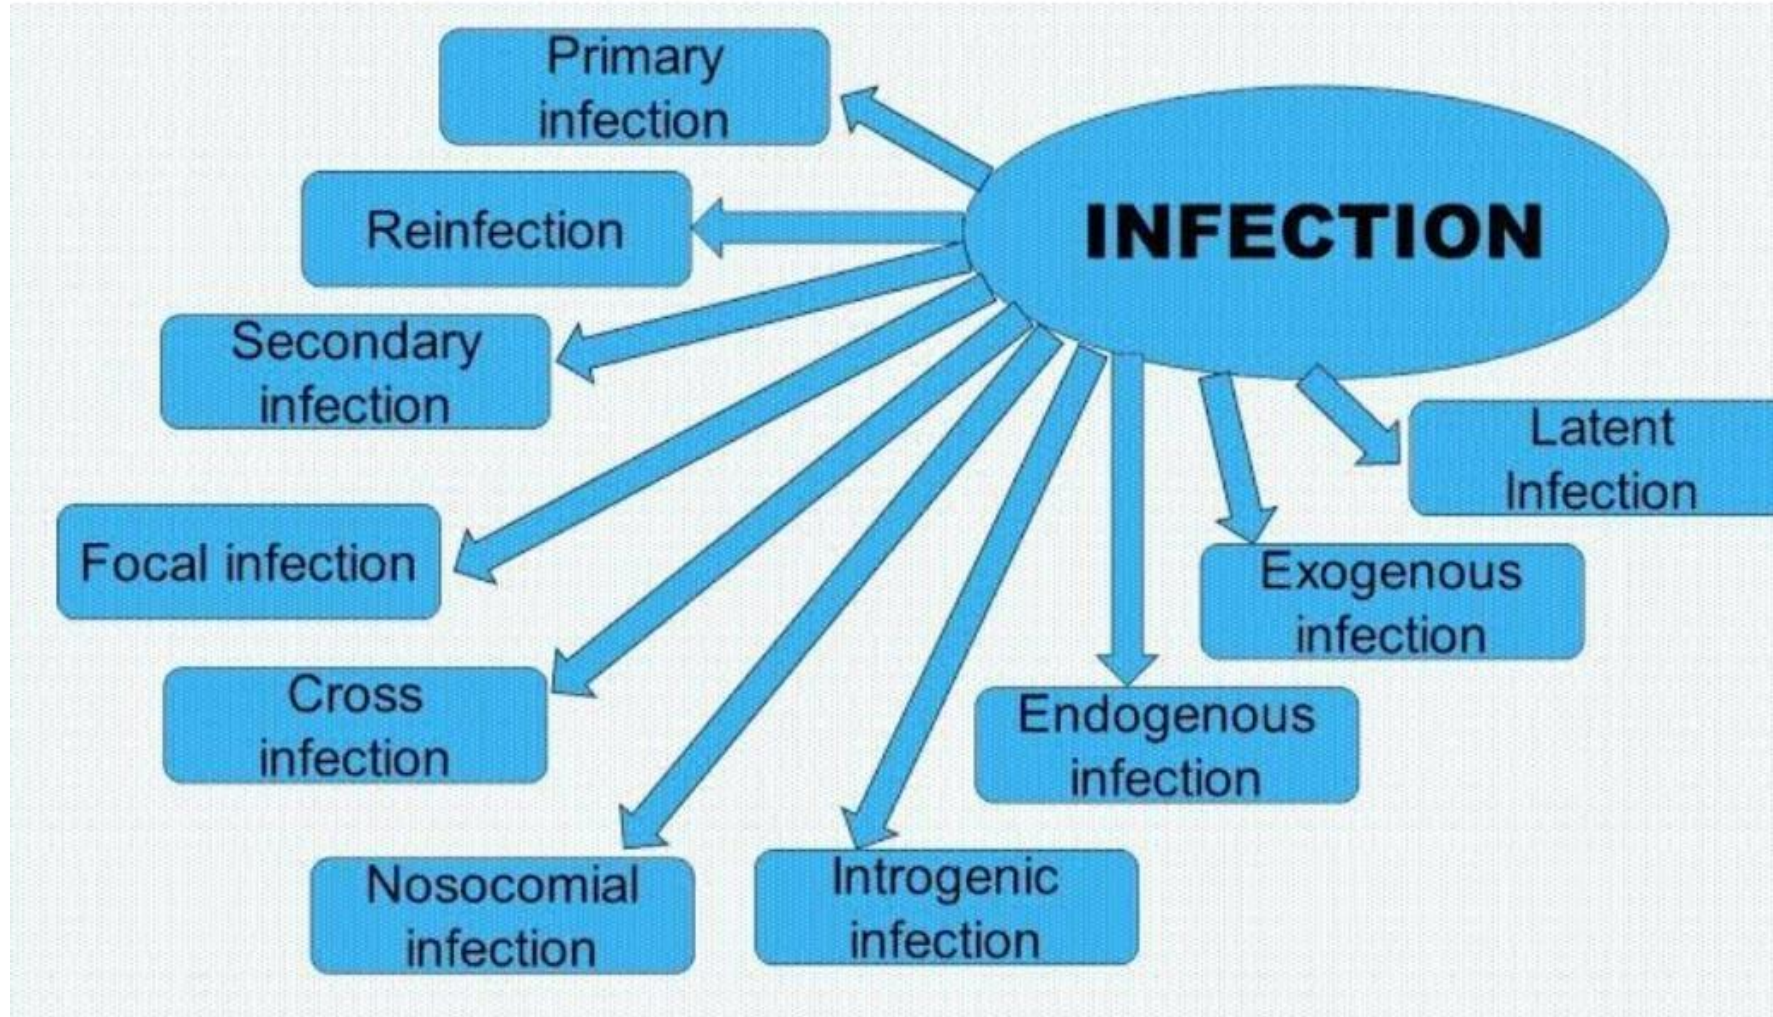 Primary
infection
INFECTION
Reinfection
Secondary
infection
Latent
Infection
Focal infection
Exogenous
infection
Cross
infection
Endogenous
infection
Nosocomial
infection
Introgenic
infection